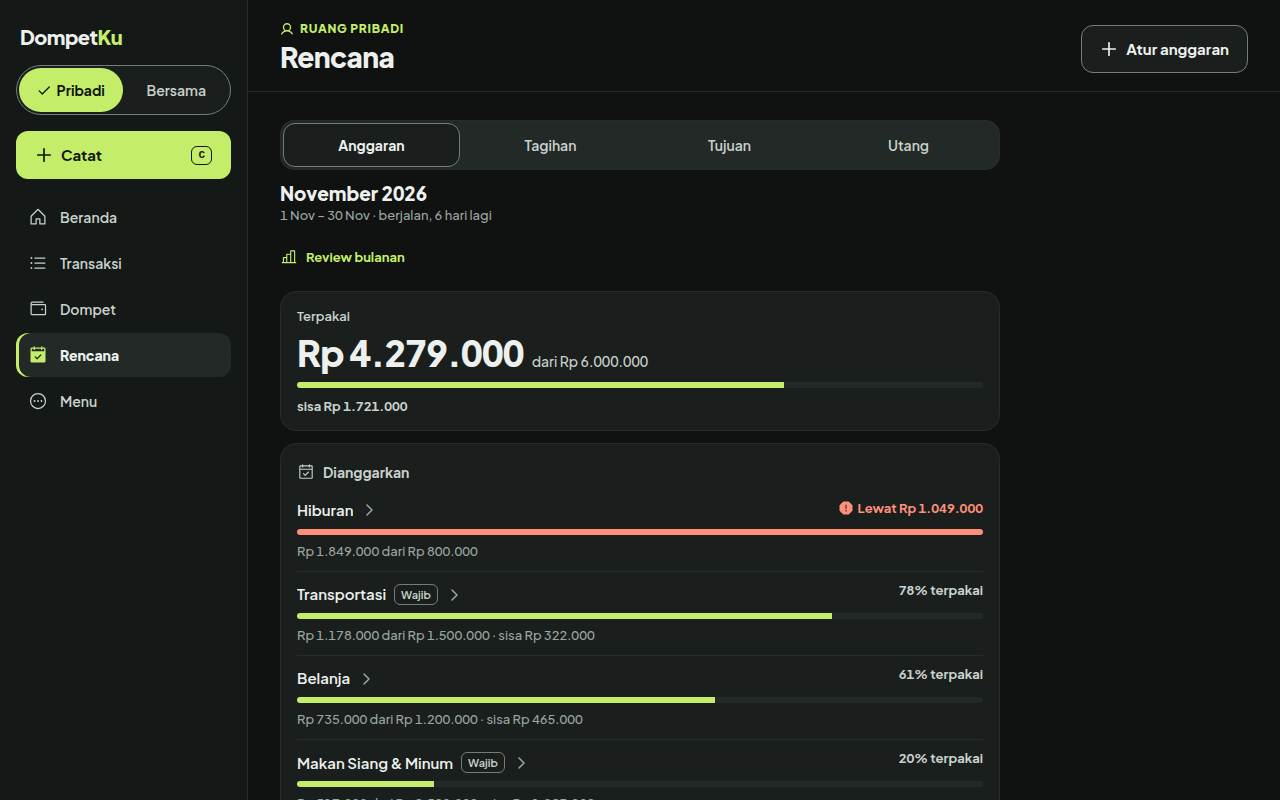 DompetKu
Pribadi
Bersama
Catat
C
Beranda
Transaksi
Dompet
Rencana
Menu
RUANG PRIBADI
Rencana
Atur anggaran
Anggaran
Tagihan
Tujuan
Utang
November 2026
1 Nov – 30 Nov · berjalan, 6 hari lagi
Review bulanan
Terpakai
Rp 4.279.000 dari Rp 6.000.000
sisa Rp 1.721.000
Dianggarkan
Hiburan
Lewat Rp 1.049.000
Rp 1.849.000 dari Rp 800.000
Transportasi Wajib
78% terpakai
Rp 1.178.000 dari Rp 1.500.000 · sisa Rp 322.000
Belanja
61% terpakai
Rp 735.000 dari Rp 1.200.000 · sisa Rp 465.000
Makan Siang & Minum Wajib
20% terpakai